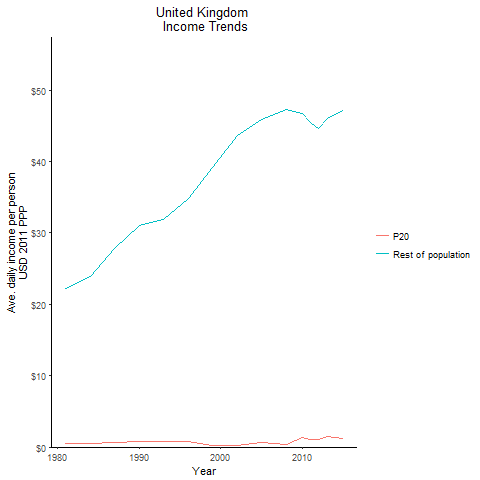 United Kingdom
Income Trends
Ave. daily income per person
USD 2011 PPP
$50
$40
$30
$20
$10
$0
1980
1990
2000
2010
Year
P20
Rest of population